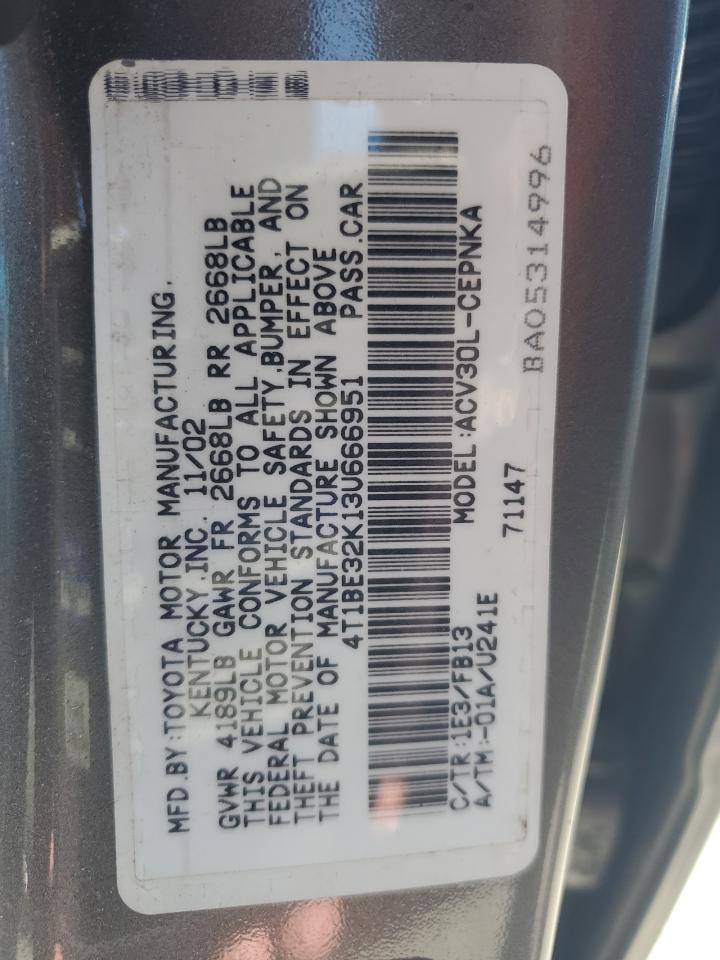 MFD.BY:TOYOTA MOTOR MANUFACTURING,
KENTUCKY,INC. 11/02
GVWR 4189LB GAWR FR 2668LB RR 2668LB
THIS VEHICLE CONFORMS TO ALL APPLICABLE
FEDERAL MOTOR VEHICLE SAFETY,BUMPER, AND
THEFT PREVENTION STANDARDS IN EFFECT ON
THE DATE OF MANUFACTURE SHOWN ABOVE
4T1BE32K13U666951 PASS.CAR
C/TR:1E3/FB13 MODEL:ACV30L-CEPNKA
A/TM:-01A/U241E
71147
BA05314996